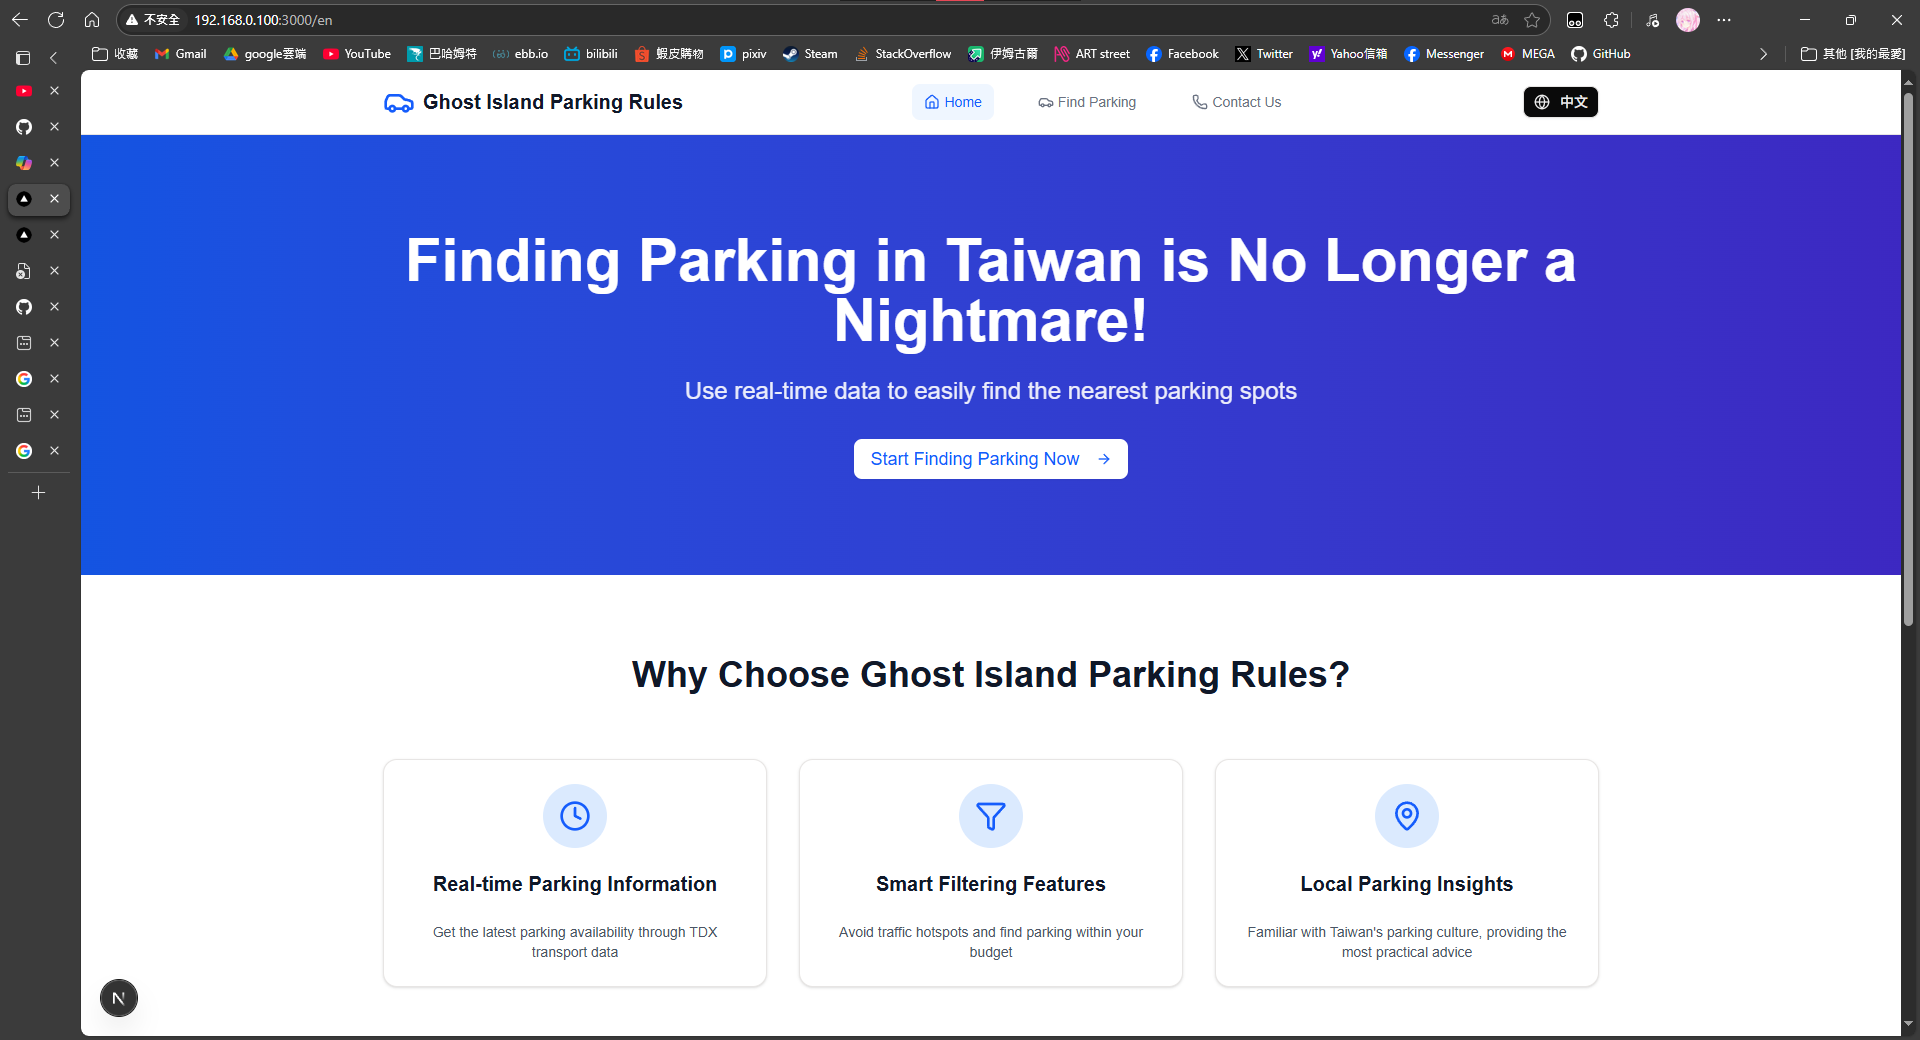 不安全 192.168.0.100:3000/en
收藏 Gmail google雲端 YouTube 巴哈姆特 ebb.io bilibili 蝦皮購物 pixiv Steam StackOverflow 伊姆古爾 ART street Facebook Twitter Yahoo信箱 Messenger MEGA GitHub 其他 [我的最愛]
Ghost Island Parking Rules Home Find Parking Contact Us 中文
Finding Parking in Taiwan is No Longer a
Nightmare!
Use real-time data to easily find the nearest parking spots
Start Finding Parking Now
Why Choose Ghost Island Parking Rules?
Real-time Parking Information
Get the latest parking availability through TDX
transport data
Smart Filtering Features
Avoid traffic hotspots and find parking within your
budget
Local Parking Insights
Familiar with Taiwan's parking culture, providing the
most practical advice
N